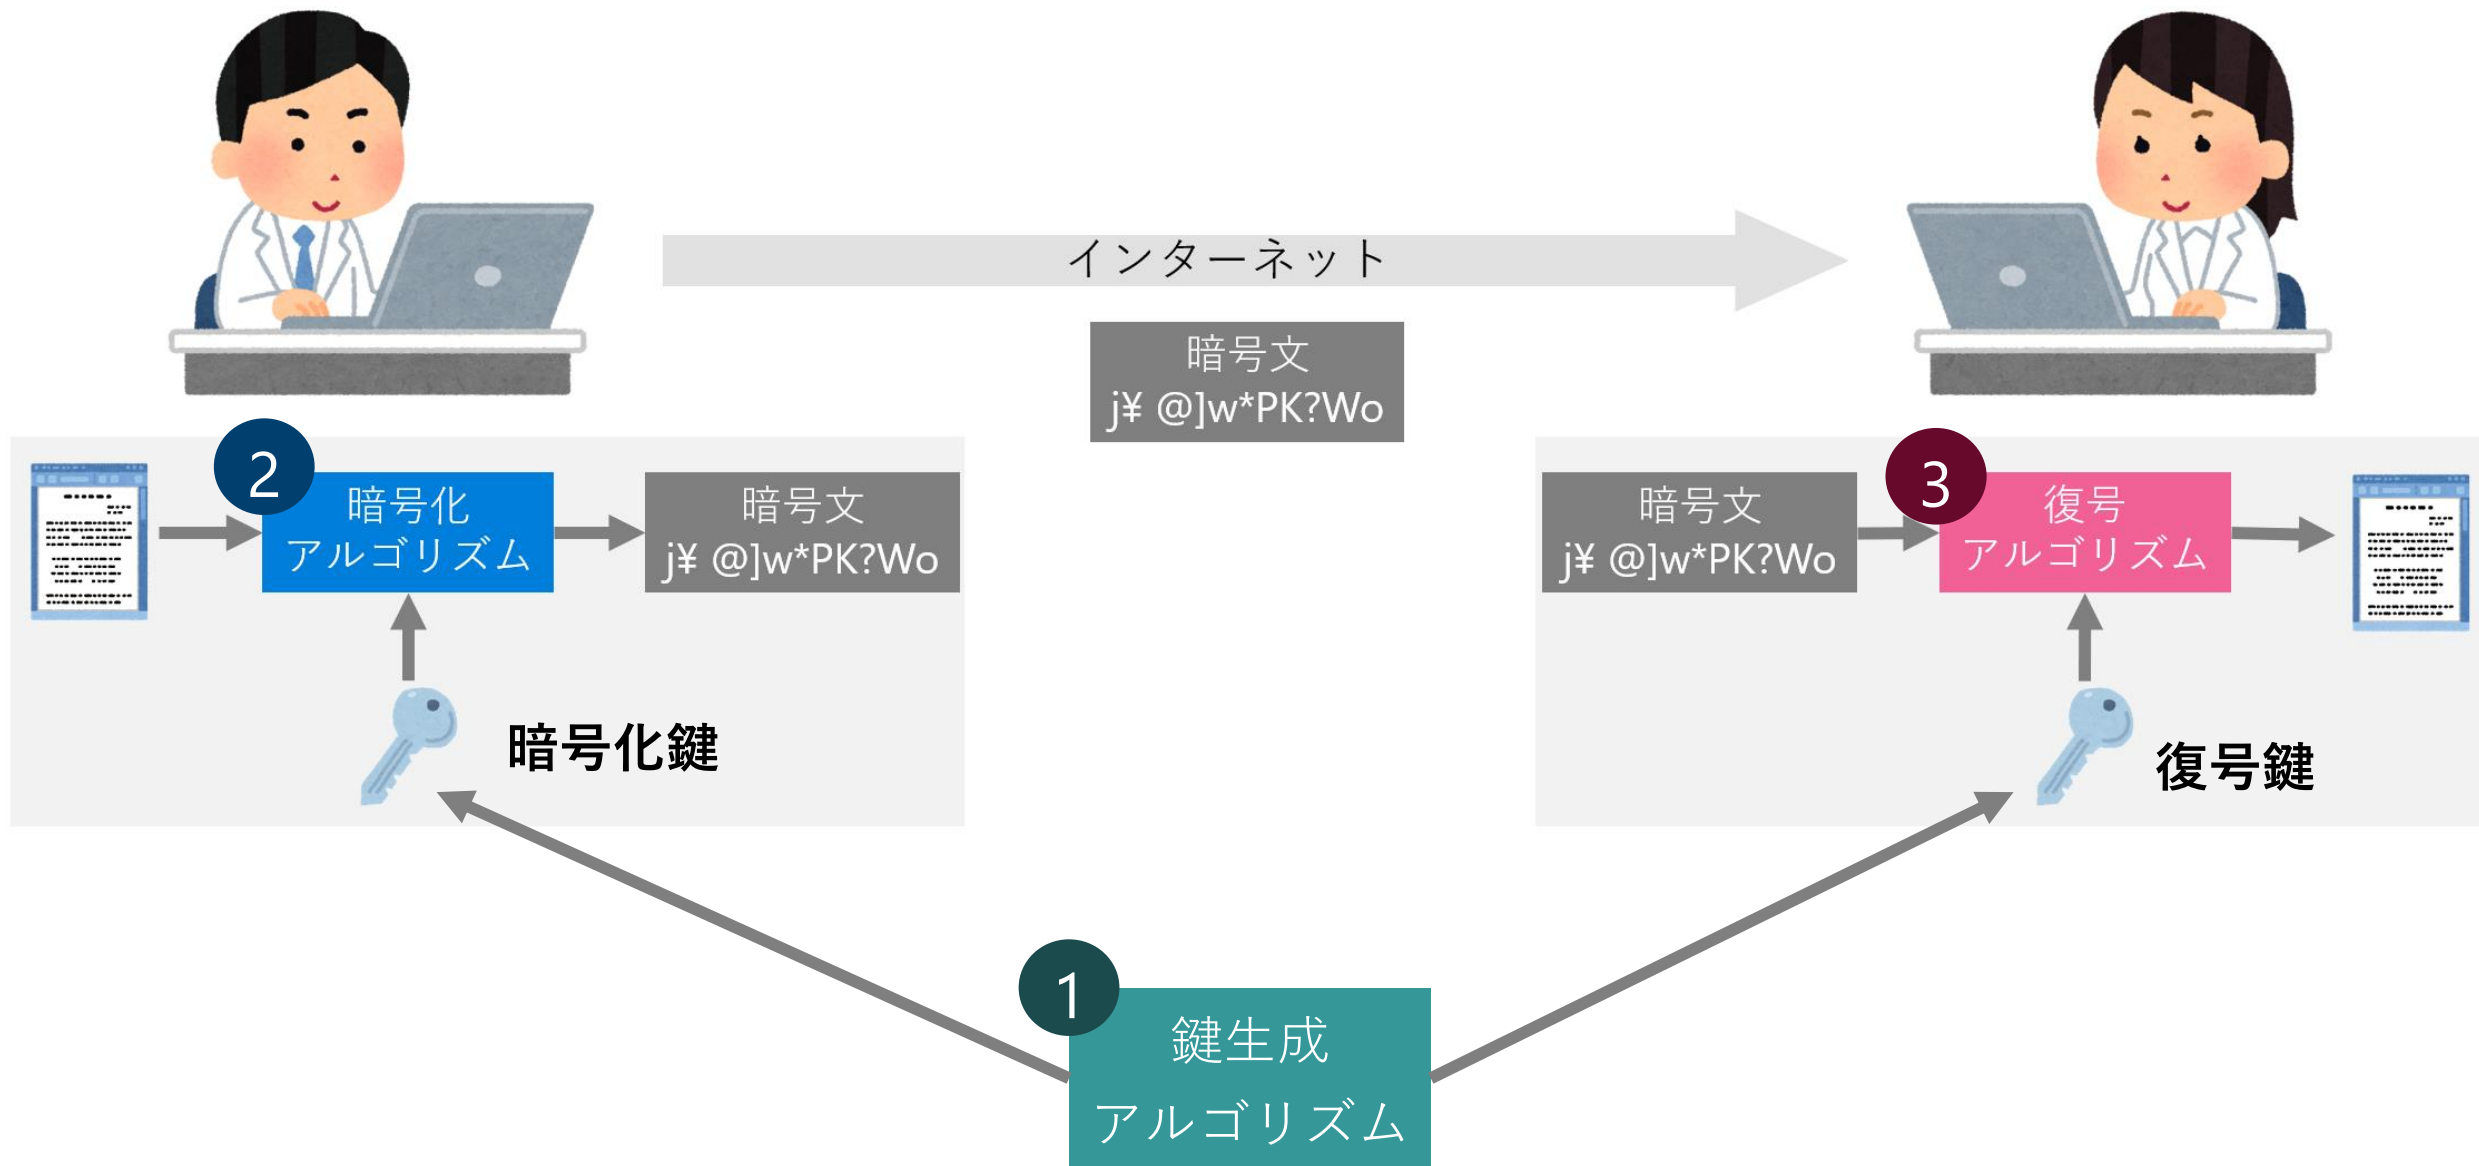 インターネット
暗号文
j¥ @]w*PK?Wo
2
暗号化
アルゴリズム
暗号文
j¥ @]w*PK?Wo
暗号化鍵
暗号文
j¥ @]w*PK?Wo
3
復号
アルゴリズム
復号鍵
1
鍵生成
アルゴリズム